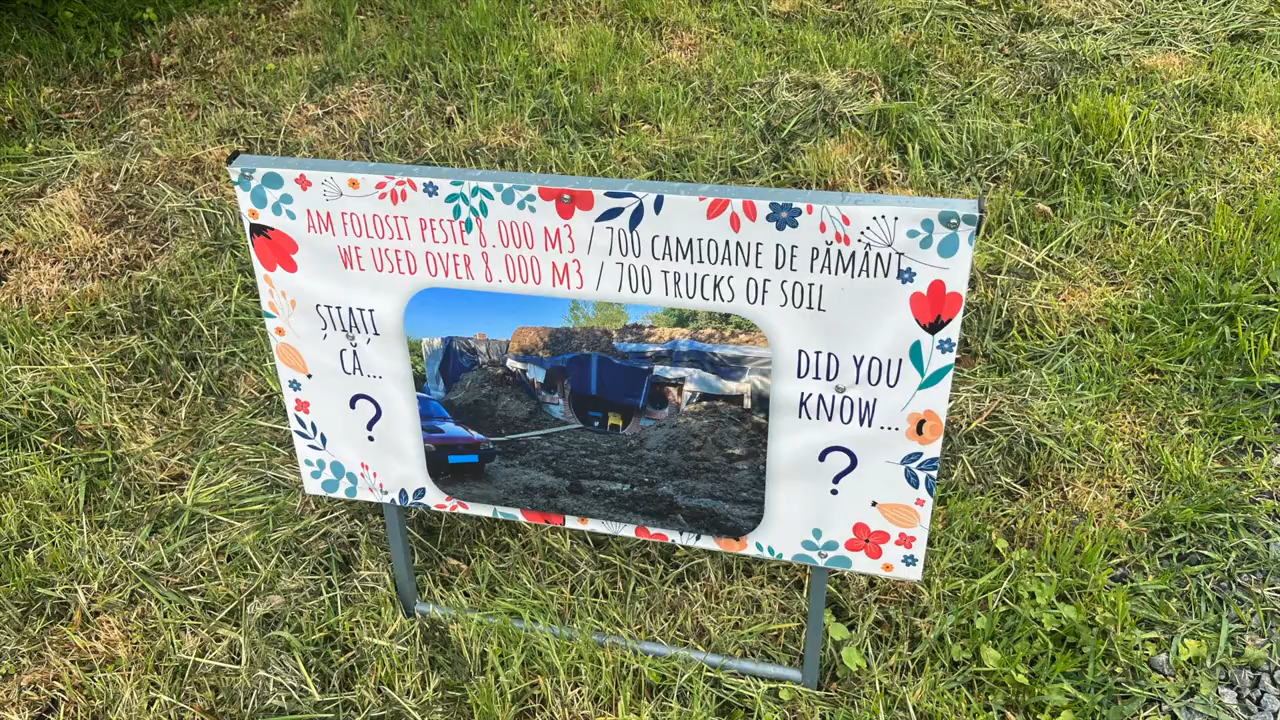 AM FOLOSIT PESTE 8.000 M3 / 700 CAMIOANE DE PĂMÂNT
WE USED OVER 8.000 M3 / 700 TRUCKS OF SOIL
ȘTIAȚI
CĂ...
?
DID YOU
KNOW...
?